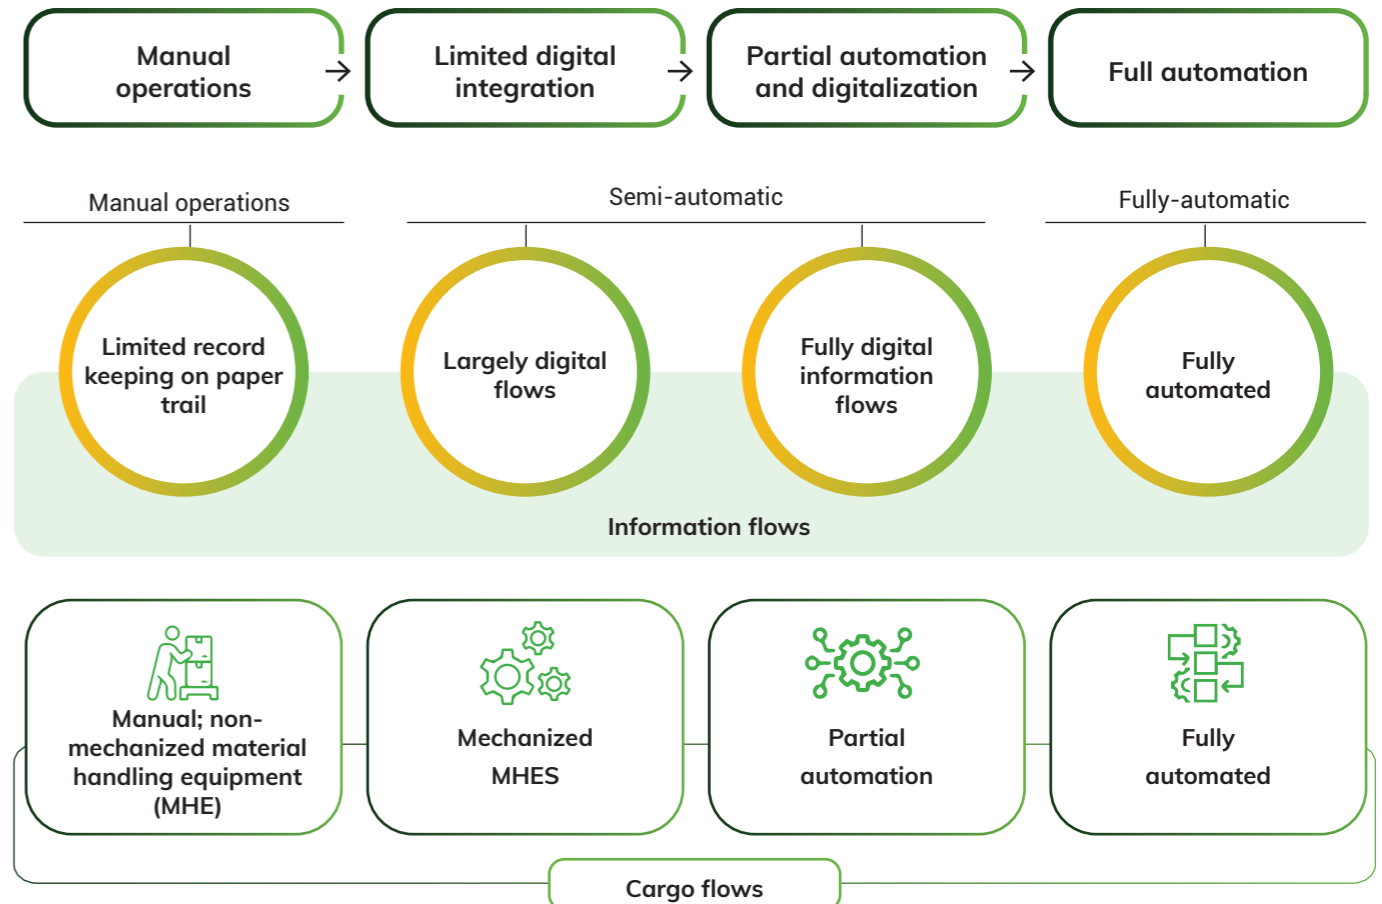 Manual
operations
Limited digital
integration
Partial automation
and digitalization
Full automation
Manual operations
Semi-automatic
Fully-automatic
Limited record
keeping on paper
trail
Largely digital
flows
Fully digital
information
flows
Fully
automated
Information flows
Manual; non-
mechanized material
handling equipment
(MHE)
Mechanized
MHES
Partial
automation
Fully
automated
Cargo flows